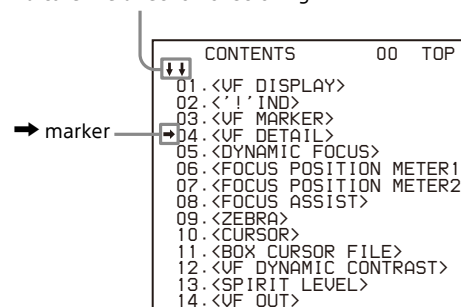 CONTENTS 00 TOP
↓↓
01.<VF DISPLAY>
02.<'!'IND>
03.<VF MARKER>
➡ marker
→04.<VF DETAIL>
05.<DYNAMIC FOCUS>
06.<FOCUS POSITION METER1
07.<FOCUS POSITION METER2
08.<FOCUS ASSIST>
09.<ZEBRA>
10.<CURSOR>
11.<BOX CURSOR FILE>
12.<VF DYNAMIC CONTRAST>
13.<SPIRIT LEVEL>
14.<VF OUT>